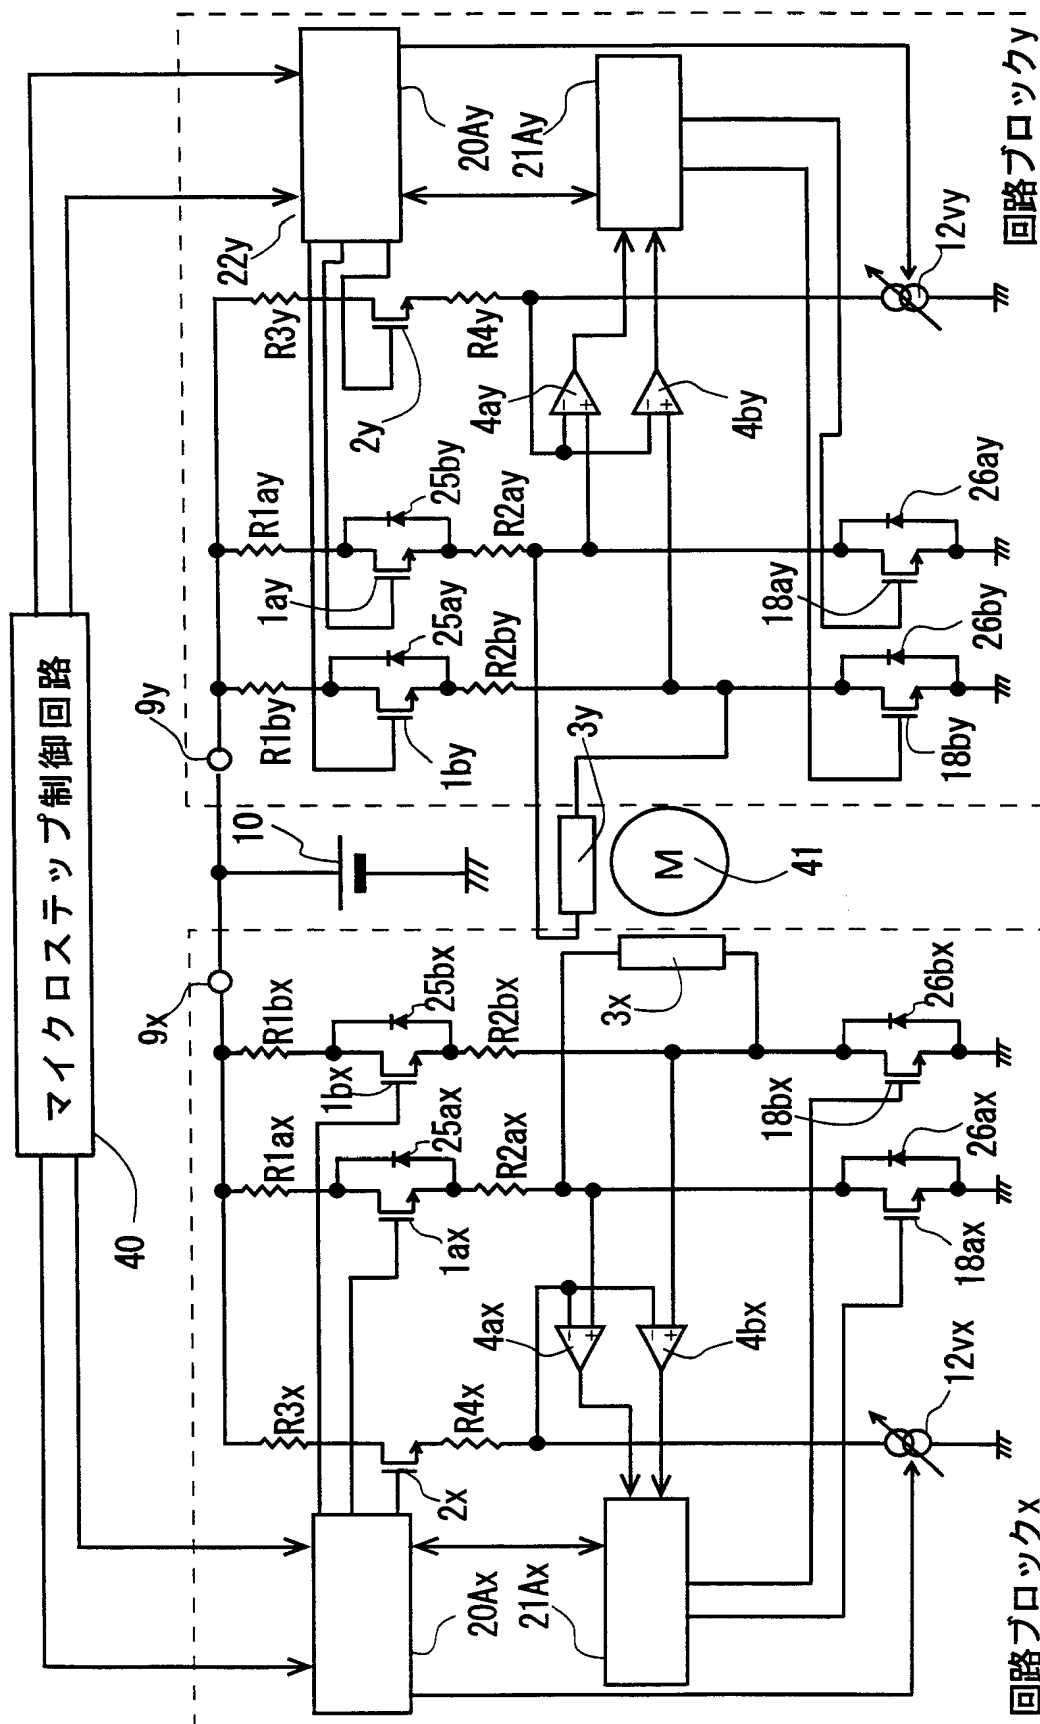 マイクロステップ制御回路
40
9x
9y
10
22y
R3x
R1ax
R1bx
R1by
R1ay
R3y
2x
1ax
1bx
25ax
25bx
1by
1ay
25ay
25by
2y
20Ax
20Ay
R4x
R2ax
R2bx
R2by
R2ay
R4y
21Ax
21Ay
4ax
4ay
-
+
-
+
4bx
4by
-
+
-
+
3x
3y
M
41
18ax
18bx
18by
18ay
26ax
26bx
26by
26ay
12vx
12vy
回路ブロックx
回路ブロックy